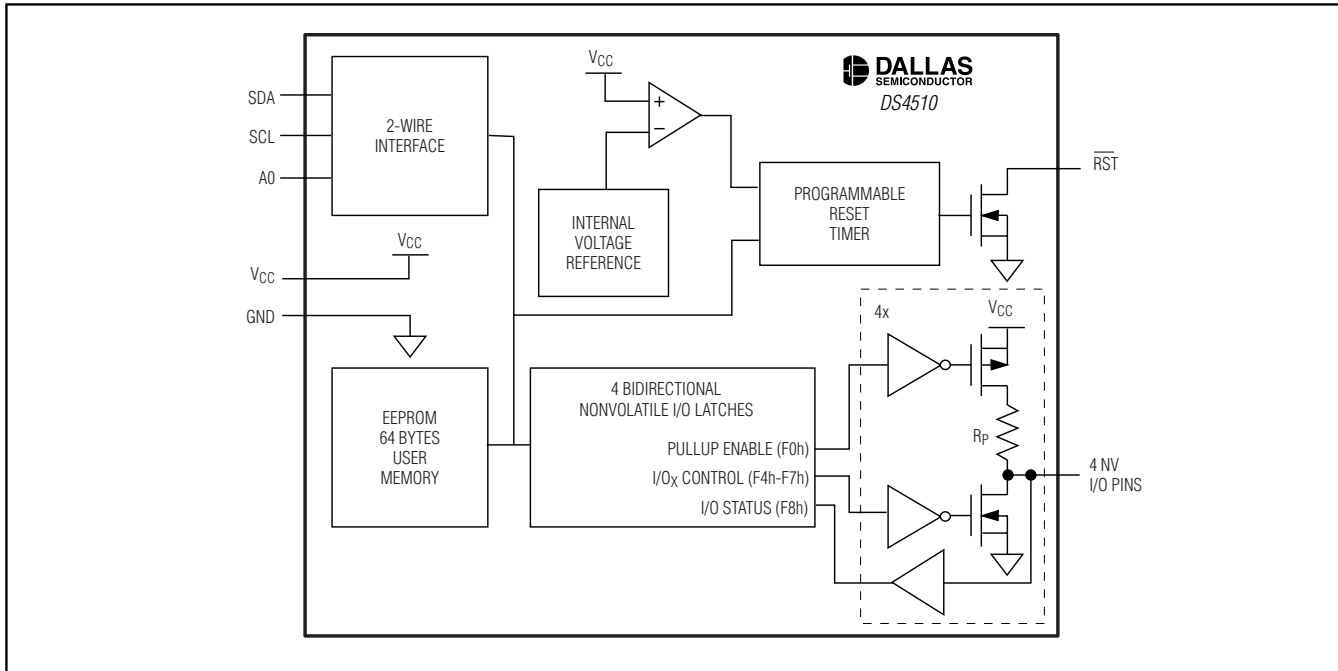 DALLAS
SEMICONDUCTOR
DS4510
SDA
SCL
A0
2-WIRE
INTERFACE
VCC
+
−
INTERNAL
VOLTAGE
REFERENCE
PROGRAMMABLE
RESET
TIMER
RST
VCC
VCC
GND
EEPROM
64 BYTES
USER
MEMORY
4 BIDIRECTIONAL
NONVOLATILE I/O LATCHES
PULLUP ENABLE (F0h)
I/OX CONTROL (F4h-F7h)
I/O STATUS (F8h)
4x
VCC
RP
4 NV
I/O PINS